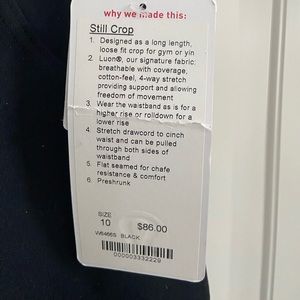 why we made this:
Still Crop
1. Designed as a long length,
loose fit crop for gym or yin
2. Luon®, our signature fabric:
breathable with coverage,
cotton-feel, 4-way stretch
providing support and allowing
freedom of movement
3. Wear the waistband as is for a
higher rise or rolldown for a
lower rise
4. Stretch drawcord to cinch
waist and can be pulled
through both sides of
waistband
5. Flat seamed for chafe
resistance & comfort
6. Preshrunk
SIZE
10 $86.00
W6466S BLACK
000003332229